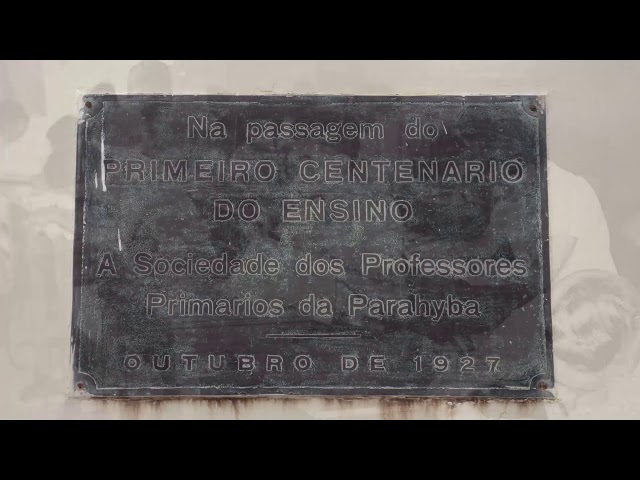 Na passagem do
PRIMEIRO CENTENARIO
DO ENSINO
A Sociedade dos Professores
Primarios da Parahyba
OUTUBRO DE 1927